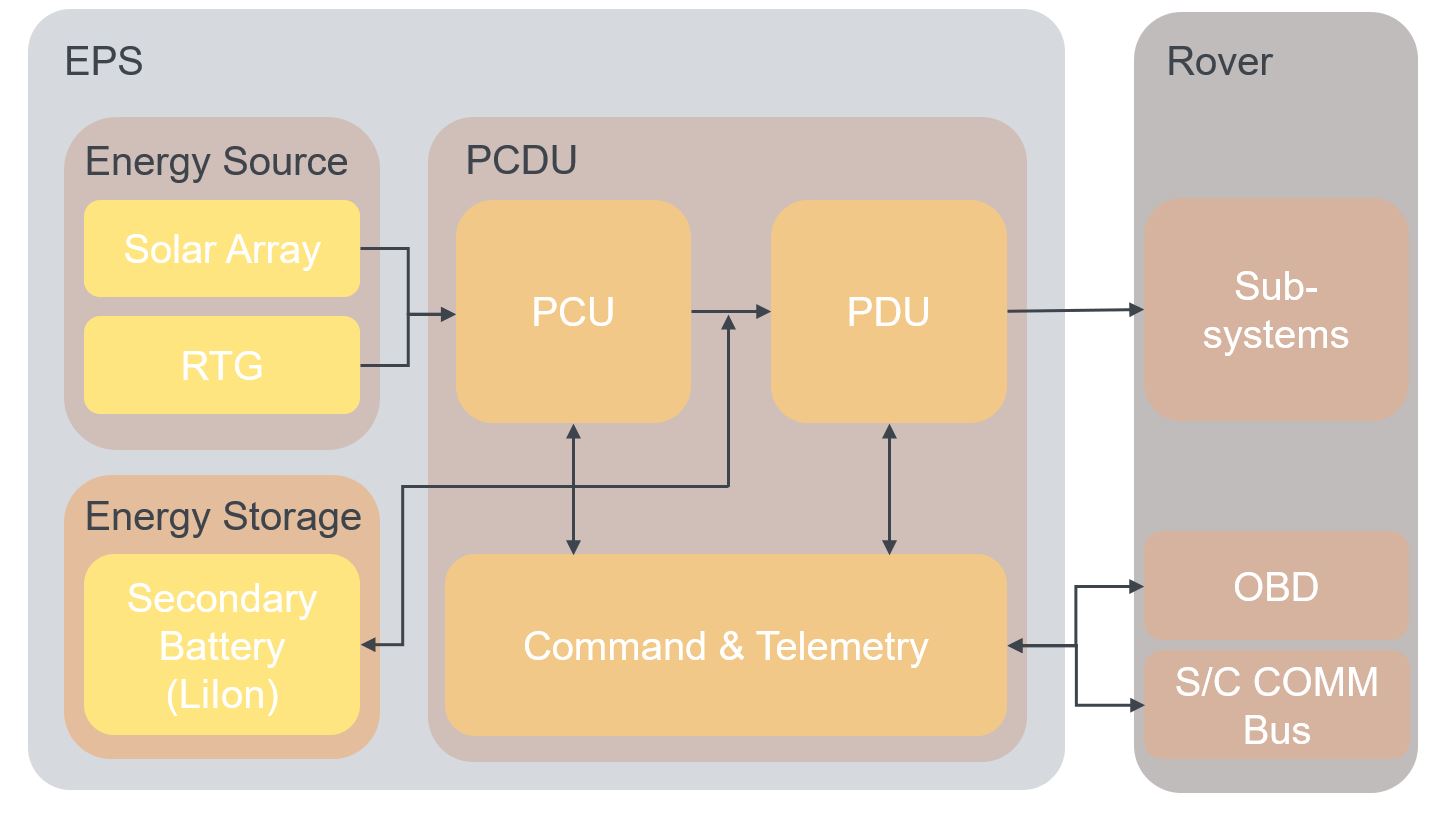 EPS
Energy Source
Solar Array
RTG
Energy Storage
Secondary
Battery
(LiIon)
PCDU
PCU
PDU
Command & Telemetry
Rover
Sub-
systems
OBD
S/C COMM
Bus